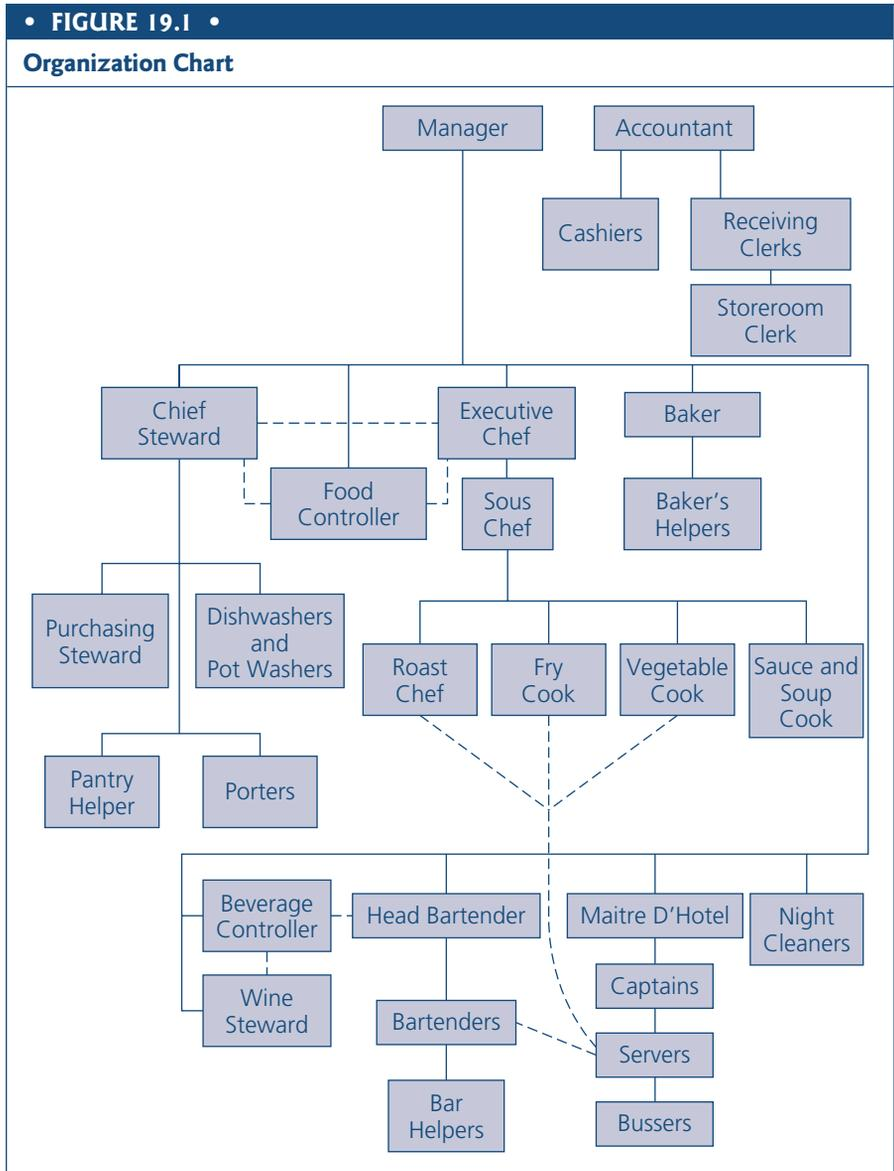 • FIGURE 19.1 •
Organization Chart
Manager
Accountant
Cashiers
Receiving
Clerks
Storeroom
Clerk
Chief
Steward
Executive
Chef
Baker
Food
Controller
Sous
Chef
Baker’s
Helpers
Purchasing
Steward
Dishwashers
and
Pot Washers
Roast
Chef
Fry
Cook
Vegetable
Cook
Sauce and
Soup
Cook
Pantry
Helper
Porters
Beverage
Controller
Head Bartender
Maitre D’Hotel
Night
Cleaners
Wine
Steward
Captains
Bartenders
Servers
Bar
Helpers
Bussers